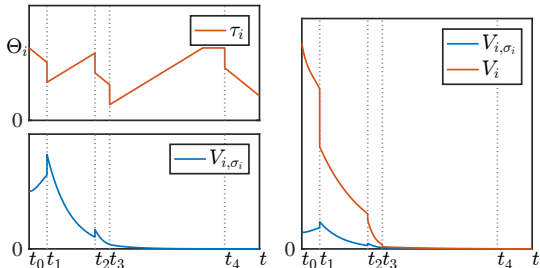 Θ_i
0
τ_i
V_{i,σ_i}
t_0 t_1 t_2 t_3 t_4 t
V_{i,σ_i}
V_i
0
t_0 t_1 t_2 t_3 t_4 t